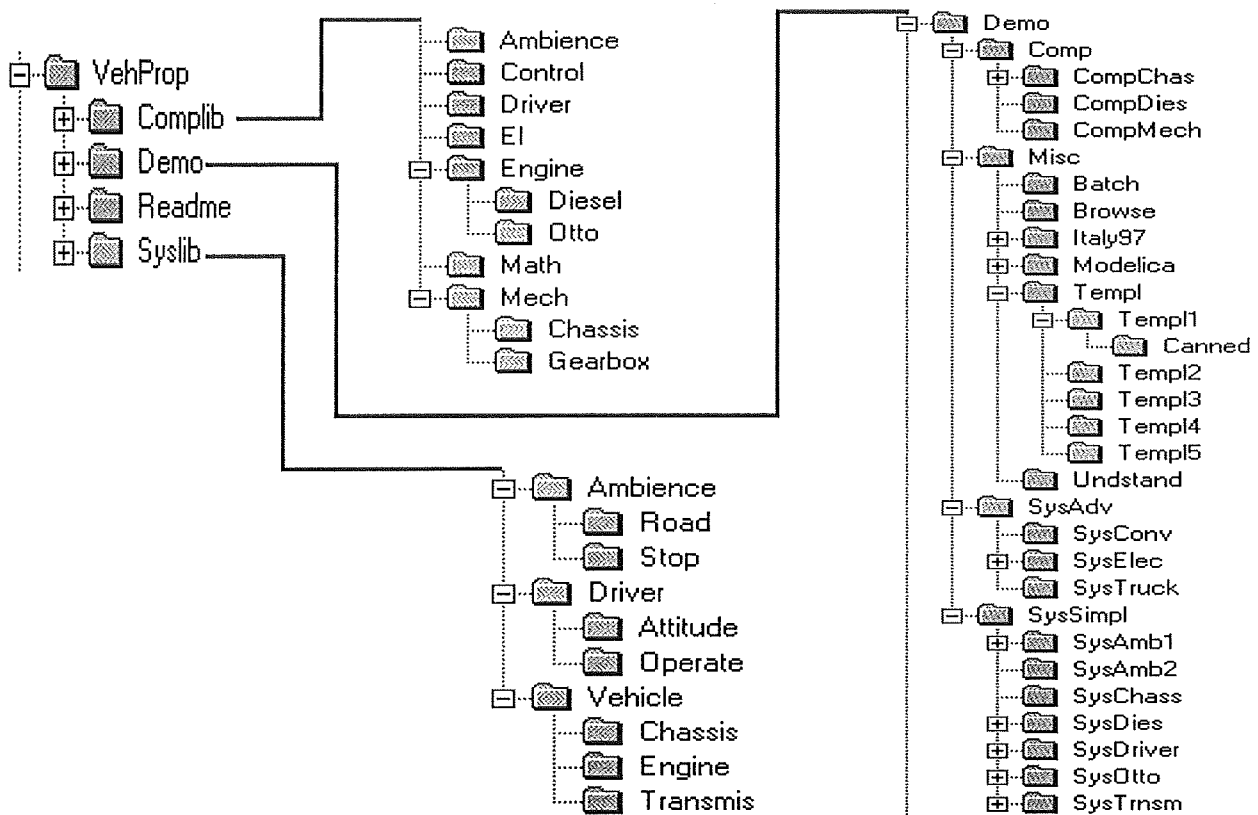 VehProp
Complib
Demo
Readme
Syslib
Ambience
Control
Driver
El
Engine
Diesel
Otto
Math
Mech
Chassis
Gearbox
Ambience
Road
Stop
Driver
Attitude
Operate
Vehicle
Chassis
Engine
Transmis
Demo
Comp
CompChas
CompDies
CompMech
Misc
Batch
Browse
Italy97
Modelica
Templ
Templ1
Canned
Templ2
Templ3
Templ4
Templ5
Undstand
SysAdv
SysConv
SysElec
SysTruck
SysSimpl
SysAmb1
SysAmb2
SysChass
SysDies
SysDriver
SysOtto
SysTrnsm